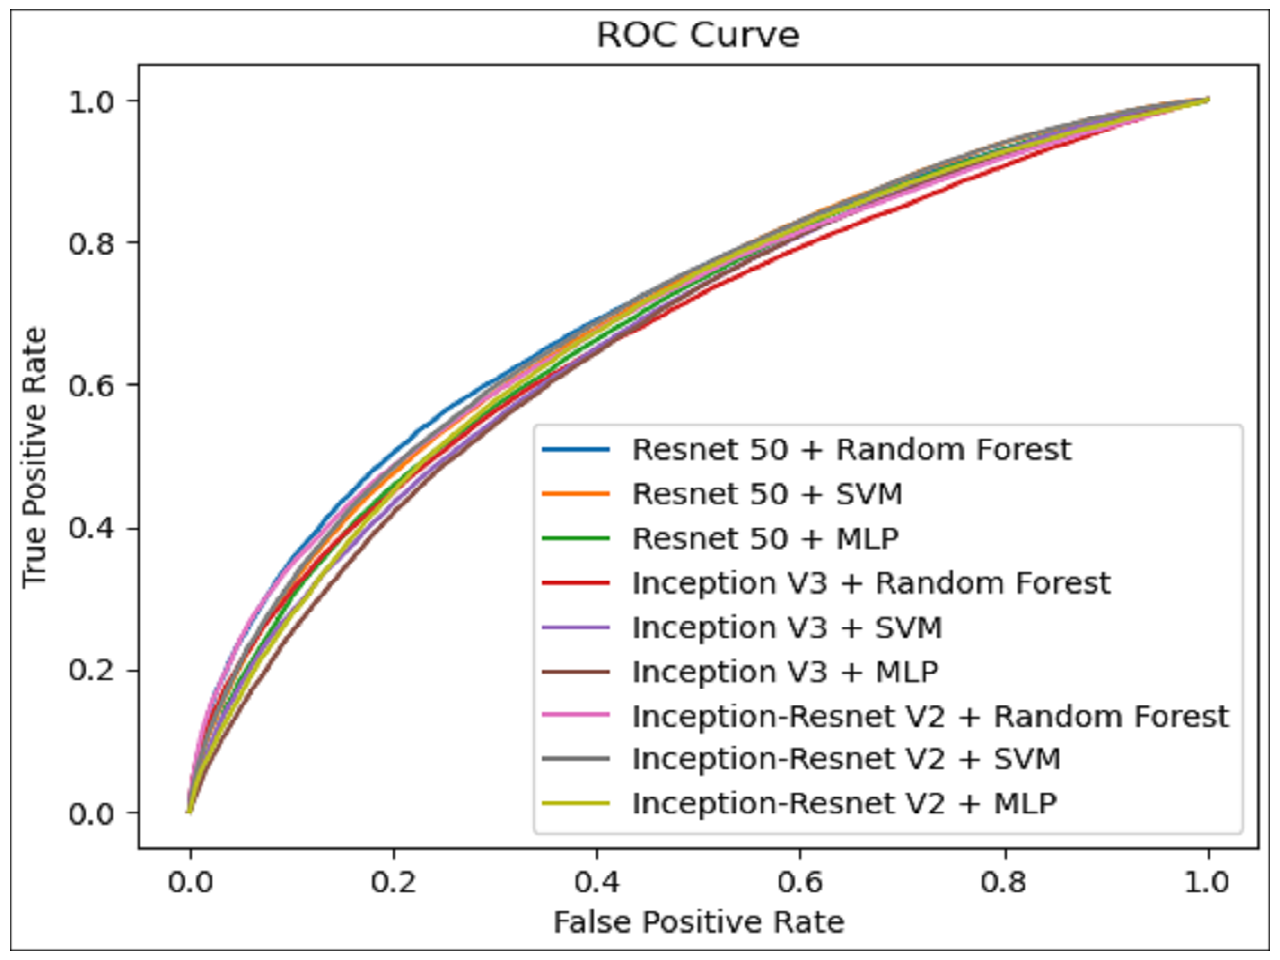 ROC Curve
1.0
0.8
0.6
0.4
0.2
0.0
True Positive Rate
Resnet 50 + Random Forest
Resnet 50 + SVM
Resnet 50 + MLP
Inception V3 + Random Forest
Inception V3 + SVM
Inception V3 + MLP
Inception-Resnet V2 + Random Forest
Inception-Resnet V2 + SVM
Inception-Resnet V2 + MLP
0.0 0.2 0.4 0.6 0.8 1.0
False Positive Rate